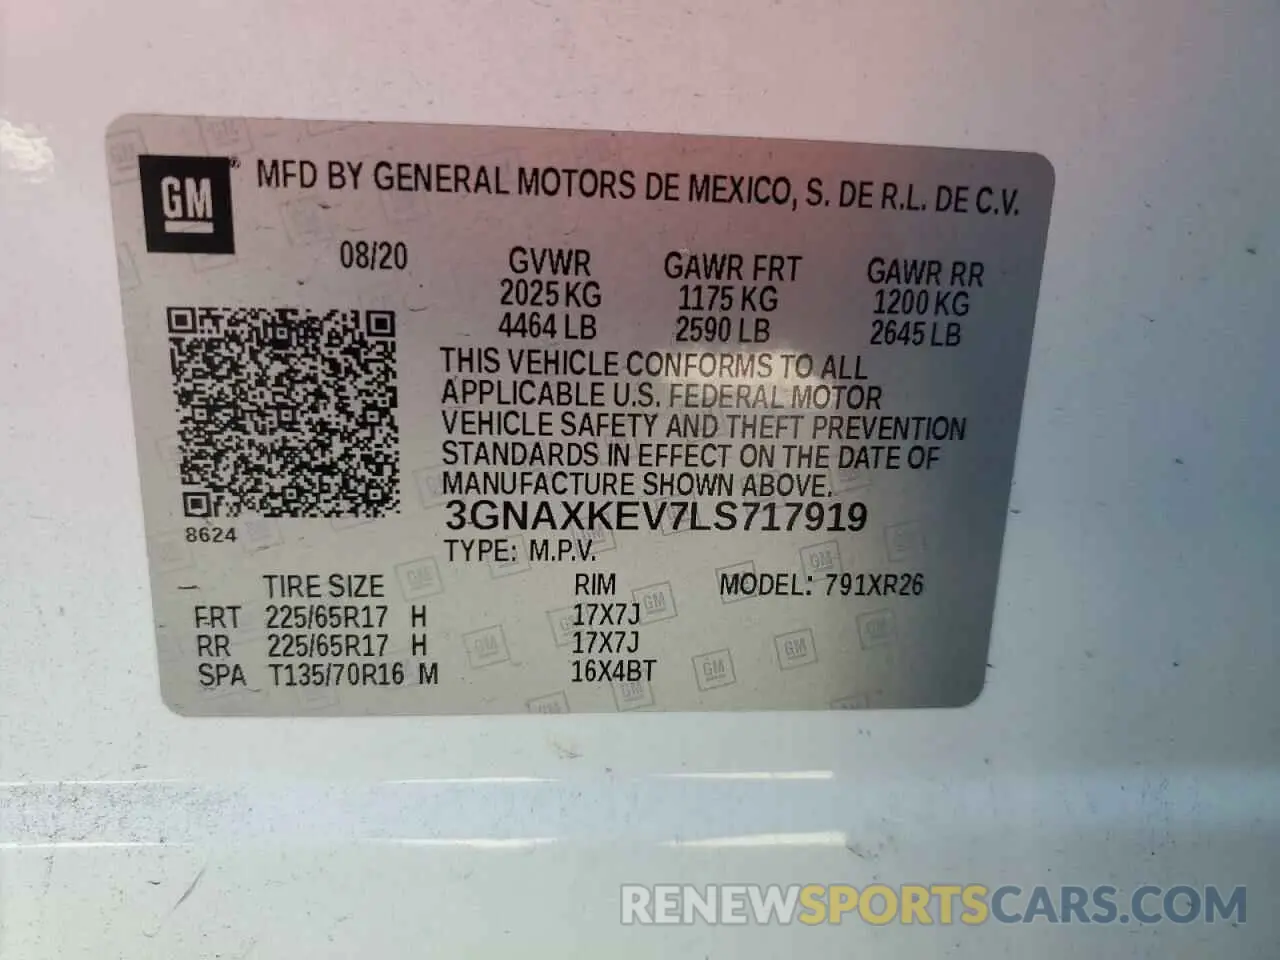 GM ® MFD BY GENERAL MOTORS DE MEXICO, S. DE R.L. DE C.V.
08/20 GVWR GAWR FRT GAWR RR
2025 KG 1175 KG 1200 KG
4464 LB 2590 LB 2645 LB
THIS VEHICLE CONFORMS TO ALL
APPLICABLE U.S. FEDERAL MOTOR
VEHICLE SAFETY AND THEFT PREVENTION
STANDARDS IN EFFECT ON THE DATE OF
MANUFACTURE SHOWN ABOVE.
3GNAXKEV7LS717919
8624
TYPE: M.P.V.
TIRE SIZE RIM MODEL: 791XR26
FRT 225/65R17 H 17X7J
RR 225/65R17 H 17X7J
SPA T135/70R16 M 16X4BT
RENEWSPORTSCARS.COM